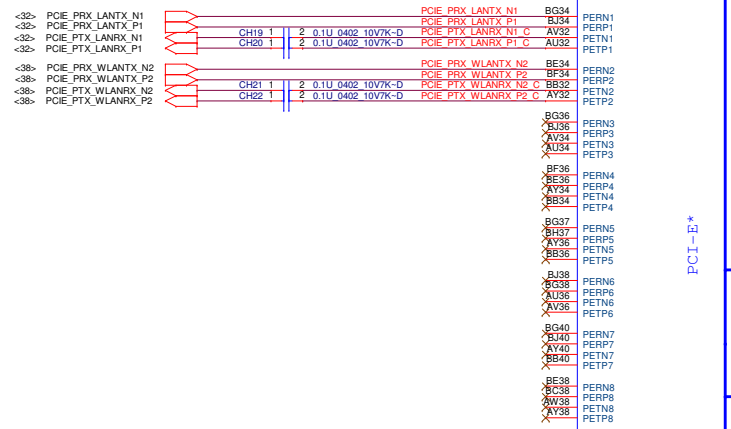 <32> PCIE_PRX_LANTX_N1 PCIE_PRX_LANTX_N1 BG34 PERN1
<32> PCIE_PRX_LANTX_P1 PCIE_PRX_LANTX_P1 BJ34 PERP1
<32> PCIE_PTX_LANRX_N1 CH19 1 2 0.1U_0402_10V7K~D PCIE_PTX_LANRX_N1_C AV32 PETN1
<32> PCIE_PTX_LANRX_P1 CH20 1 2 0.1U_0402_10V7K~D PCIE_PTX_LANRX_P1_C AU32 PETP1
<38> PCIE_PRX_WLANTX_N2 PCIE_PRX_WLANTX_N2 BE34 PERN2
<38> PCIE_PRX_WLANTX_P2 PCIE_PRX_WLANTX_P2 BF34 PERP2
<38> PCIE_PTX_WLANRX_N2 CH21 1 2 0.1U_0402_10V7K~D PCIE_PTX_WLANRX_N2_C BB32 PETN2
<38> PCIE_PTX_WLANRX_P2 CH22 1 2 0.1U_0402_10V7K~D PCIE_PTX_WLANRX_P2_C AY32 PETP2
BG36 PERN3
BJ36 PERP3
AV34 PETN3
AU34 PETP3
BF36 PERN4
BE36 PERP4
AY34 PETN4
BB34 PETP4
BG37 PERN5
BH37 PERP5
AY36 PETN5
BB36 PETP5
BJ38 PERN6
BG38 PERP6
AU36 PETN6
AV36 PETP6
BG40 PERN7
BJ40 PERP7
AY40 PETN7
BB40 PETP7
BE38 PERN8
BC38 PERP8
AW38 PETN8
AY38 PETP8
PCI-E*